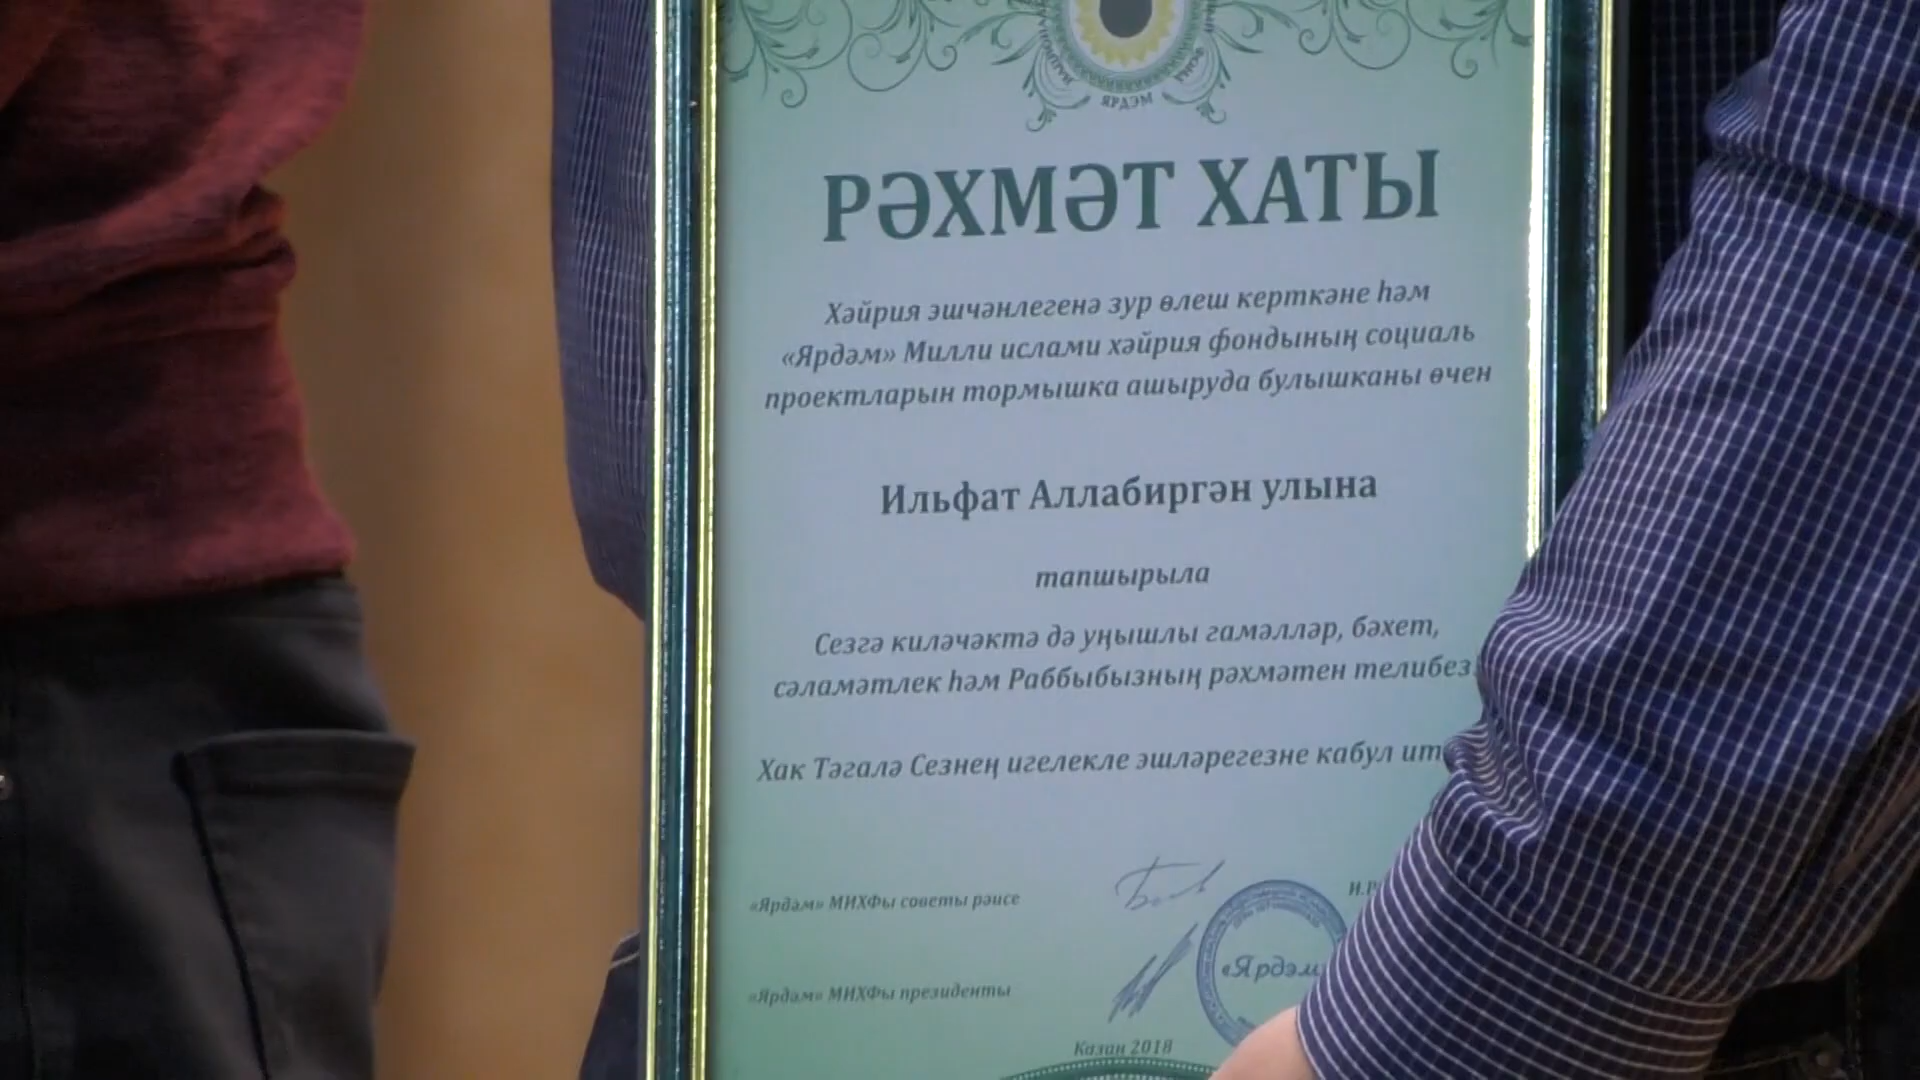 ЯРДЭМ
РӘХМӘТ ХАТЫ
Хәйрия эшчәнлегенә зур өлеш керткәне һәм
«Ярдәм» Милли ислами хәйрия фондының социаль
проектларын тормышка ашыруда булышканы өчен
Ильфат Аллабиргән улына
тапшырыла
Сезгә киләчәктә дә уңышлы гамәлләр, бәхет,
сәламәтлек һәм Раббыбызның рәхмәтен телибез
Хак Тәгалә Сезнең игелекле эшләрегезне кабул ит
«Ярдәм» МИХФы советы рәисе
«Ярдәм» МИХФы президенты
«Ярдәм
Казан 2018